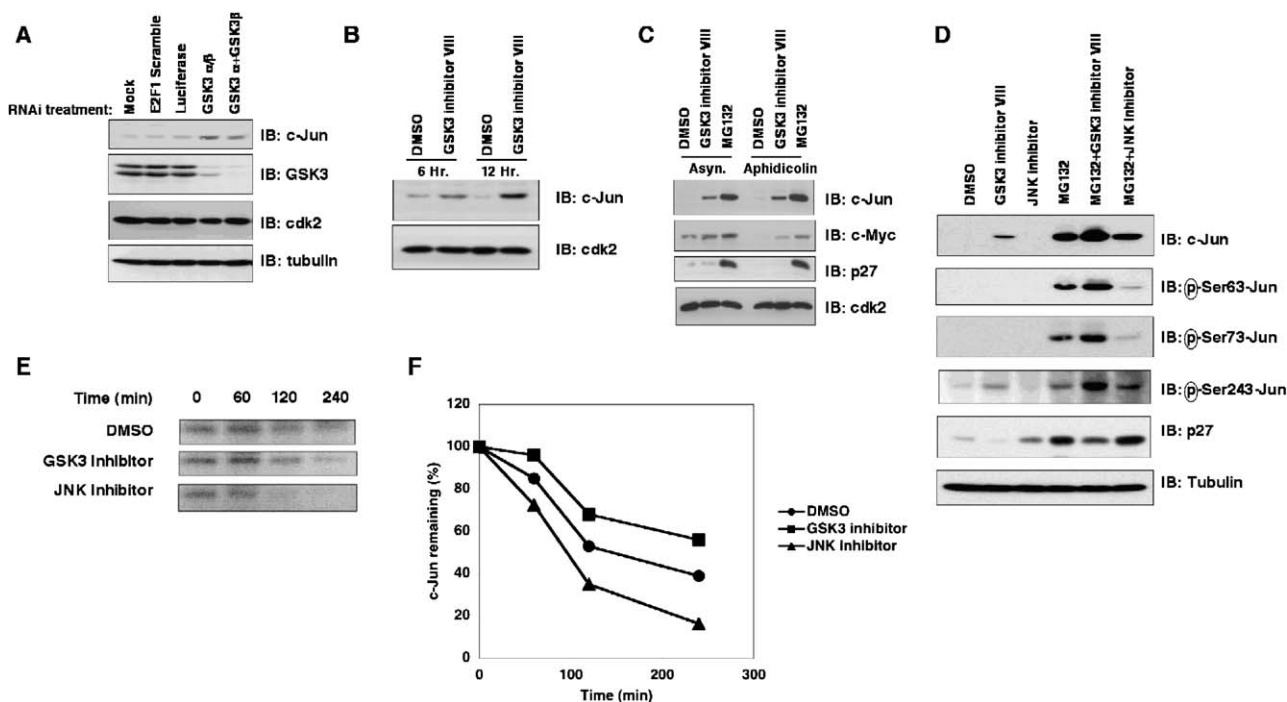 A
RNAi treatment:
Mock
E2F1 Scramble
Luciferase
GSK3 α/β
GSK3 α+GSK3β
IB: c-Jun
IB: GSK3
IB: cdk2
IB: tubulin
B
DMSO
GSK3 inhibitor VIII
DMSO
GSK3 inhibitor VIII
6 Hr. 12 Hr.
IB: c-Jun
IB: cdk2
C
DMSO
GSK3 inhibitor VIII
MG132
DMSO
GSK3 inhibitor VIII
MG132
Asyn. Aphidicolin
IB: c-Jun
IB: c-Myc
IB: p27
IB: cdk2
D
DMSO
GSK3 inhibitor VIII
JNK inhibitor
MG132
MG132+GSK3 inhibitor VIII
MG132+JNK inhibitor
IB: c-Jun
IB: ⓟ-Ser63-Jun
IB: ⓟ-Ser73-Jun
IB: ⓟ-Ser243-Jun
IB: p27
IB: Tubulin
E
Time (min) 0 60 120 240
DMSO
GSK3 Inhibitor
JNK Inhibitor
F
c-Jun remaining (%)
120
100
80
60
40
20
0
0 100 200 300
Time (min)
DMSO
GSK3 inhibitor
JNK inhibitor